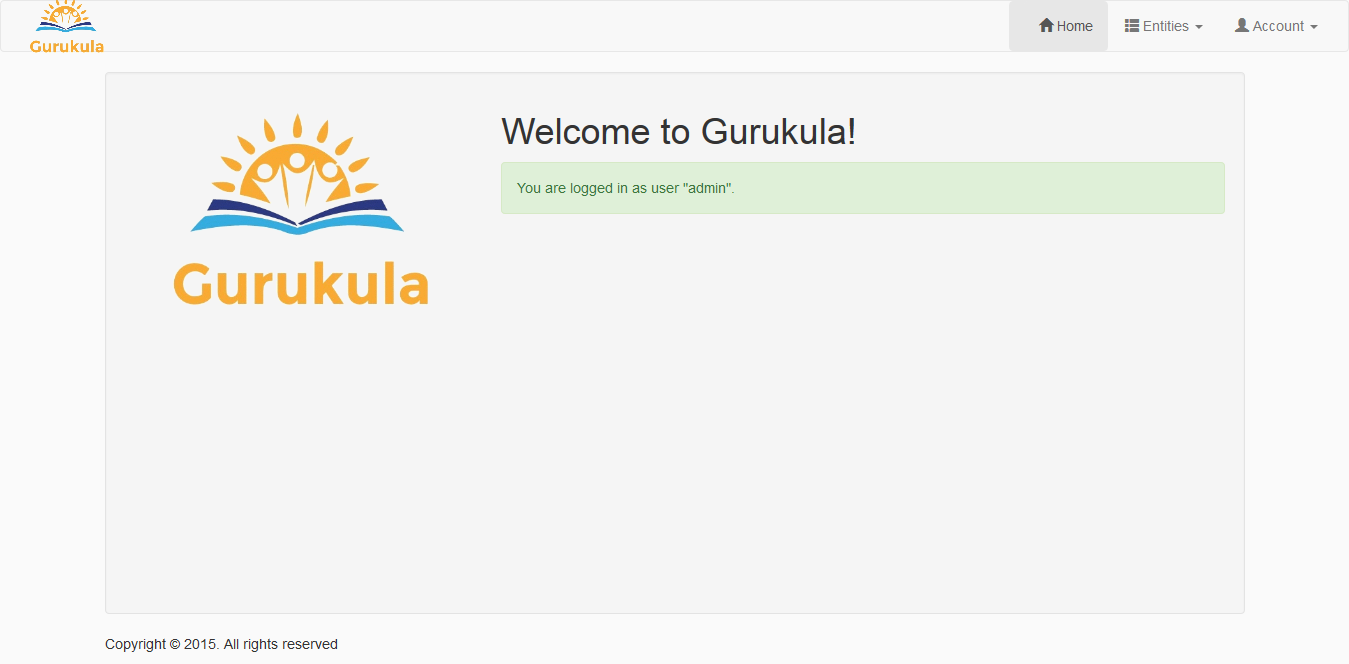 Gurukula
Home
Entities
Account
Gurukula
Welcome to Gurukula!
You are logged in as user "admin".
Copyright © 2015. All rights reserved